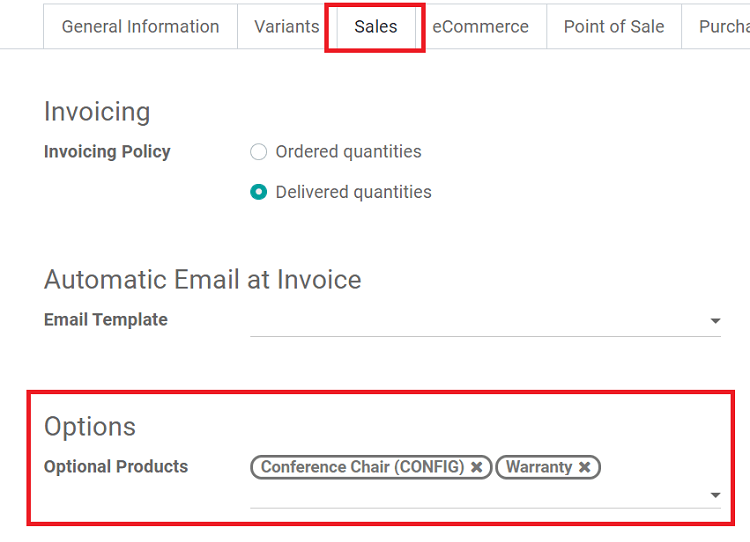 General Information Variants Sales eCommerce Point of Sale Purcha
Invoicing
Invoicing Policy Ordered quantities
Delivered quantities
Automatic Email at Invoice
Email Template
Options
Optional Products Conference Chair (CONFIG) ✖ Warranty ✖